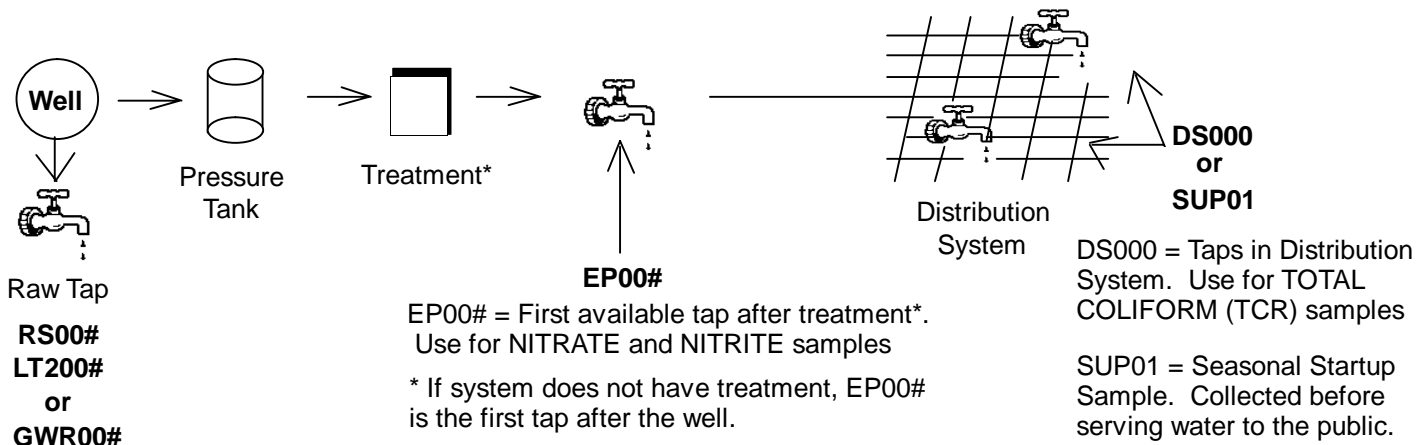 Well
Pressure
Tank
Treatment*
Raw Tap
RS00#
LT200#
or
GWR00#
EP00#
EP00# = First available tap after treatment*.
Use for NITRATE and NITRITE samples
* If system does not have treatment, EP00#
is the first tap after the well.
Distribution
System
DS000
or
SUP01
DS000 = Taps in Distribution
System. Use for TOTAL
COLIFORM (TCR) samples
SUP01 = Seasonal Startup
Sample. Collected before
serving water to the public.